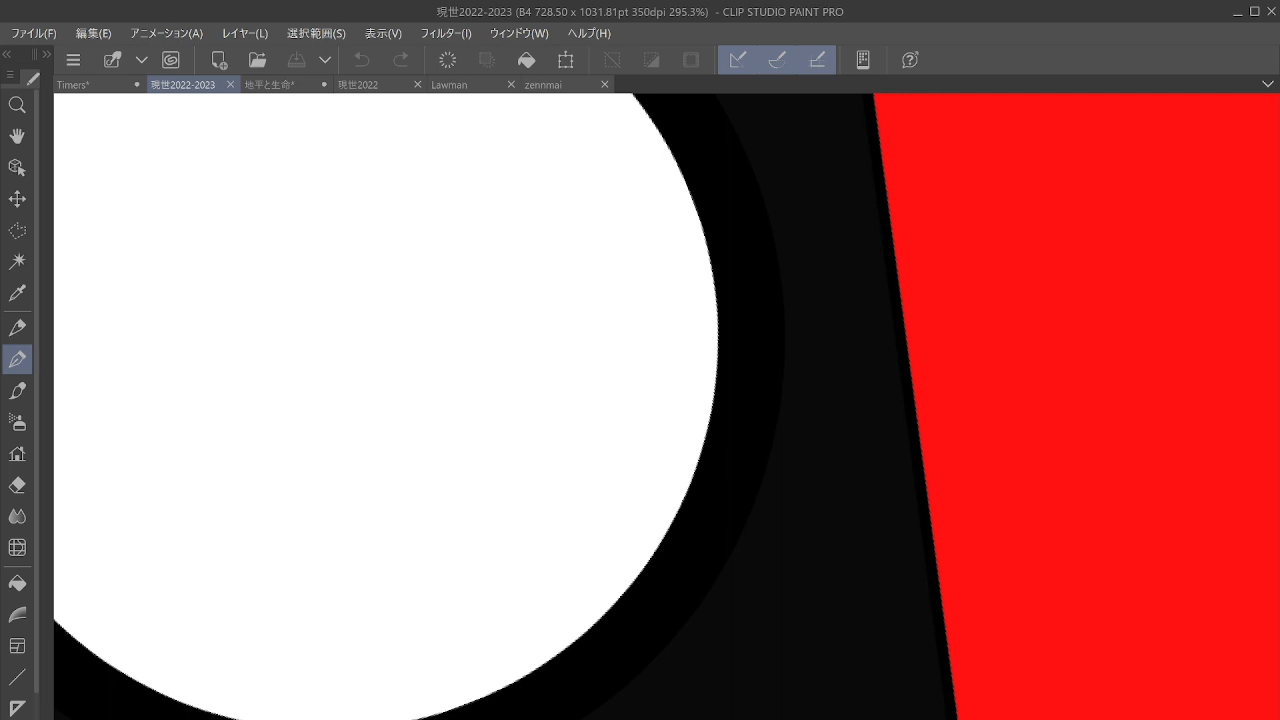 現世2022-2023 (B4 728.50 x 1031.81pt 350dpi 295.3%) - CLIP STUDIO PAINT PRO
ファイル(F) 編集(E) アニメーション(A) レイヤー(L) 選択範囲(S) 表示(V) フィルター(I) ウィンドウ(W) ヘルプ(H)
Timers* 現世2022-2023 地平と生命* 現世2022 Lawman zennmai